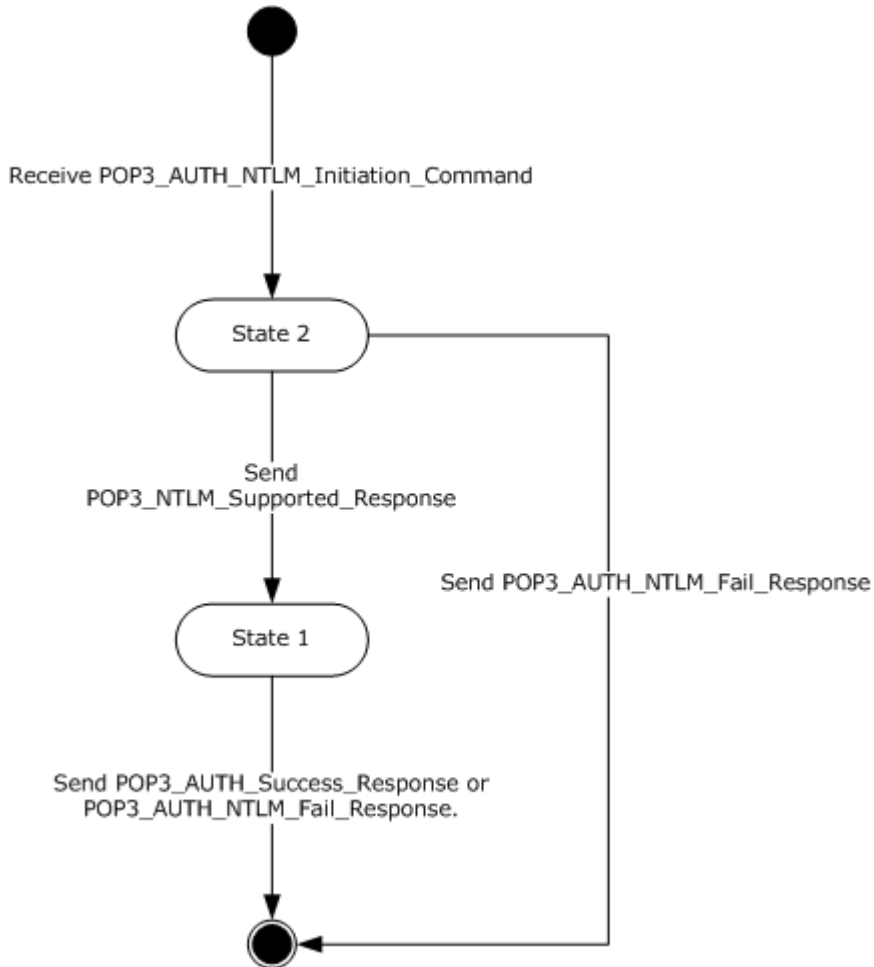 Receive POP3_AUTH_NTLM_Initiation_Command
State 2
Send
POP3_NTLM_Supported_Response
Send POP3_AUTH_NTLM_Fail_Response
State 1
Send POP3_AUTH_Success_Response or
POP3_AUTH_NTLM_Fail_Response.